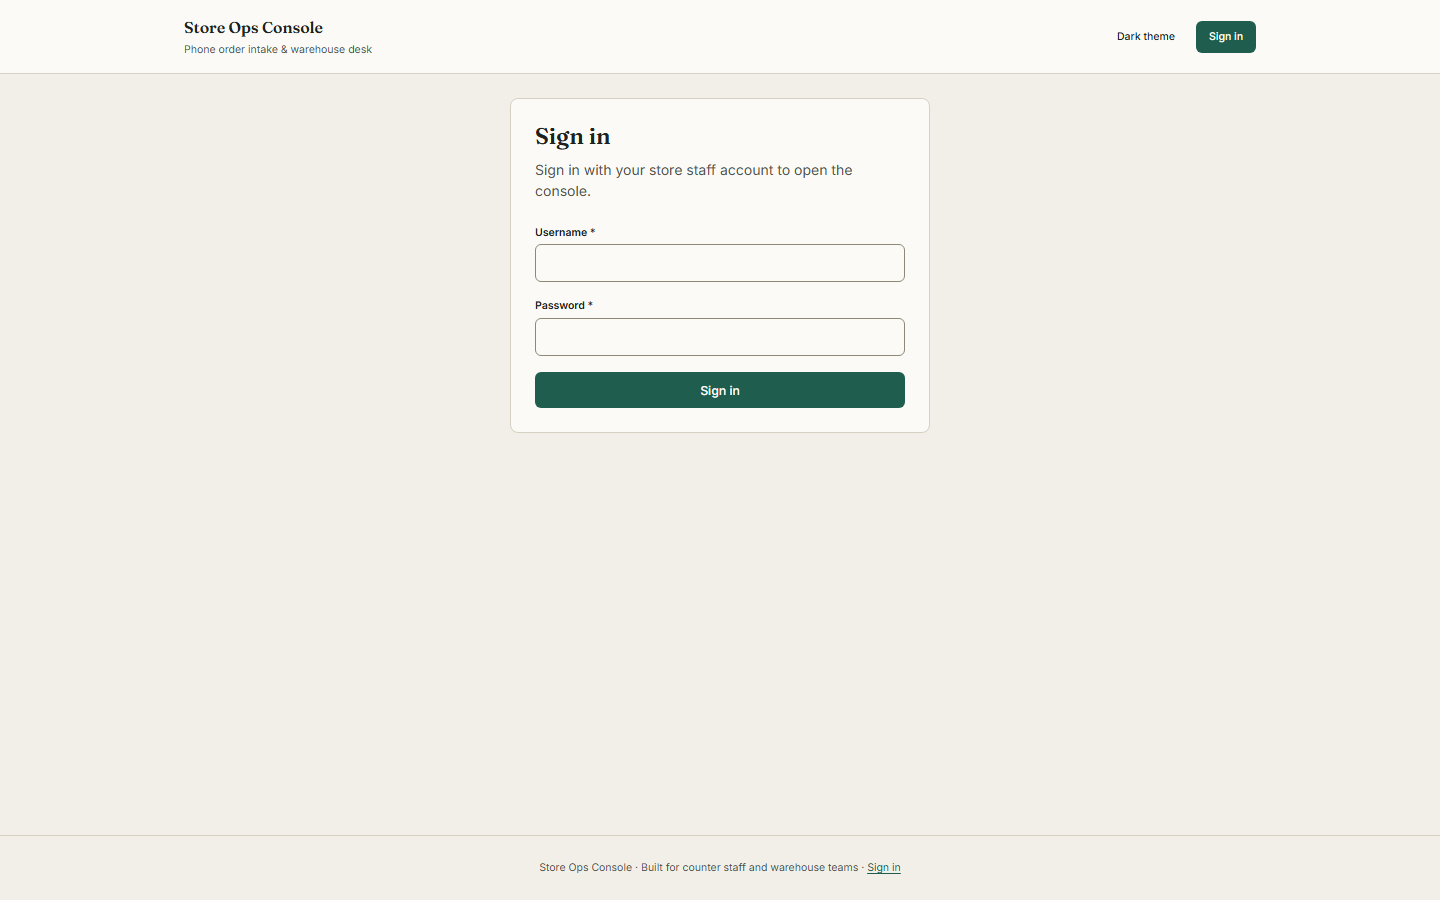 Store Ops Console
Phone order intake & warehouse desk
Dark theme
Sign in
Sign in
Sign in with your store staff account to open the
console.
Username *
Password *
Sign in
Store Ops Console · Built for counter staff and warehouse teams · Sign in